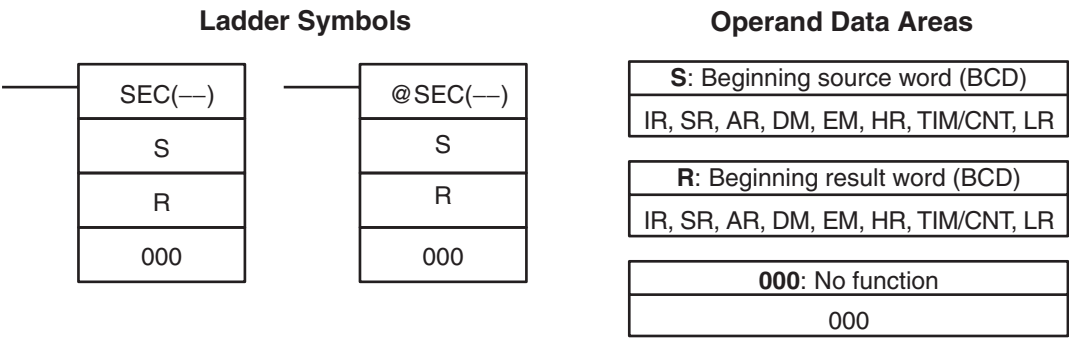 Ladder Symbols
SEC(––)
S
R
000
@SEC(––)
S
R
000
Operand Data Areas
S: Beginning source word (BCD)
IR, SR, AR, DM, EM, HR, TIM/CNT, LR
R: Beginning result word (BCD)
IR, SR, AR, DM, EM, HR, TIM/CNT, LR
000: No function
000